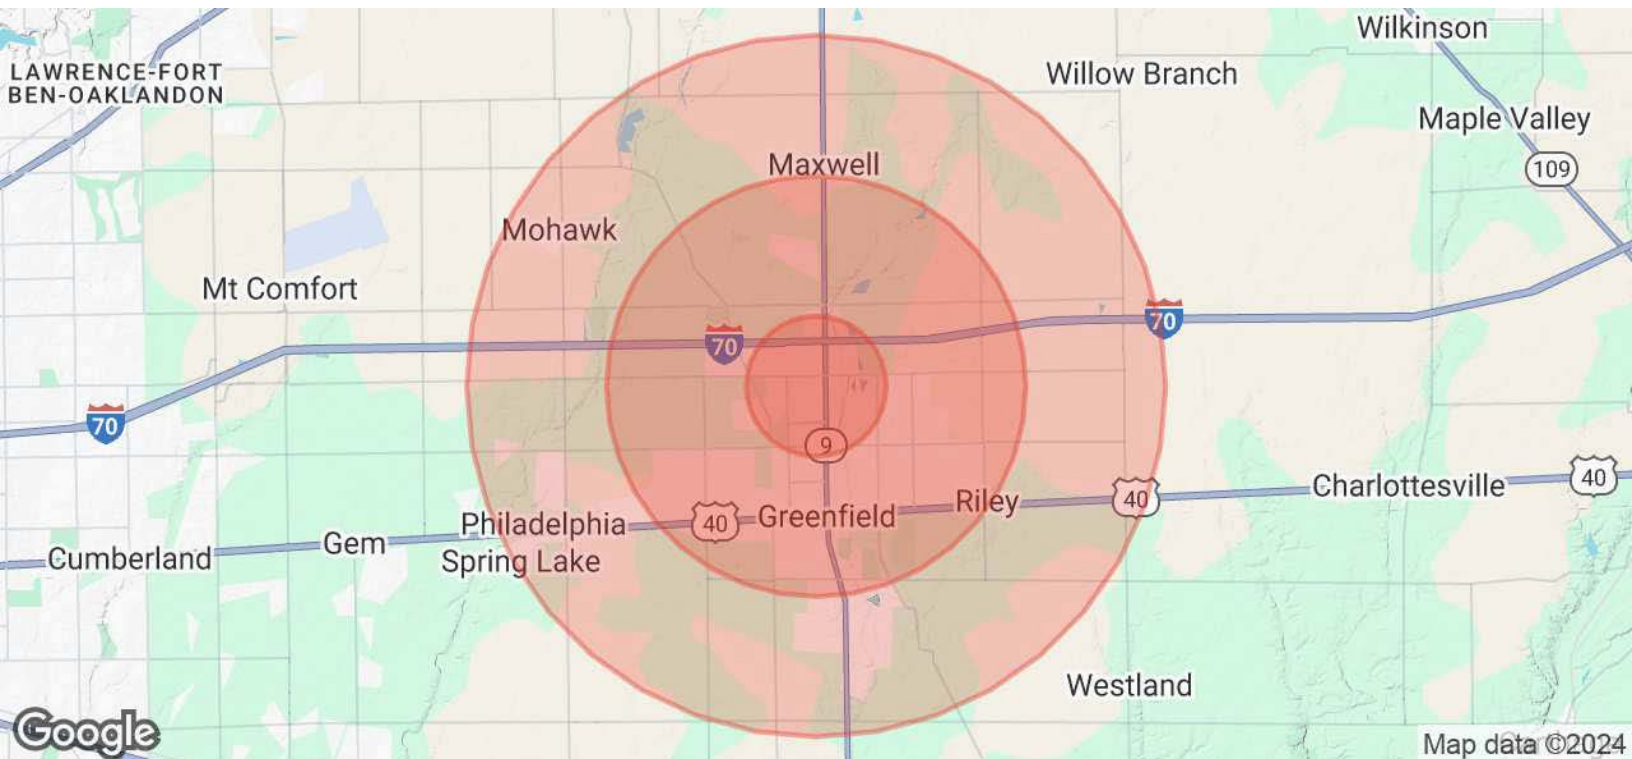 Wilkinson
LAWRENCE-FORT
BEN-OAKLANDON
Willow Branch
Maple Valley
109
Maxwell
Mohawk
Mt Comfort
70
70
70
9
Charlottesville
40
40
Riley
Greenfield
40
Philadelphia
Gem
Cumberland
Spring Lake
Westland
Google
Map data ©2024